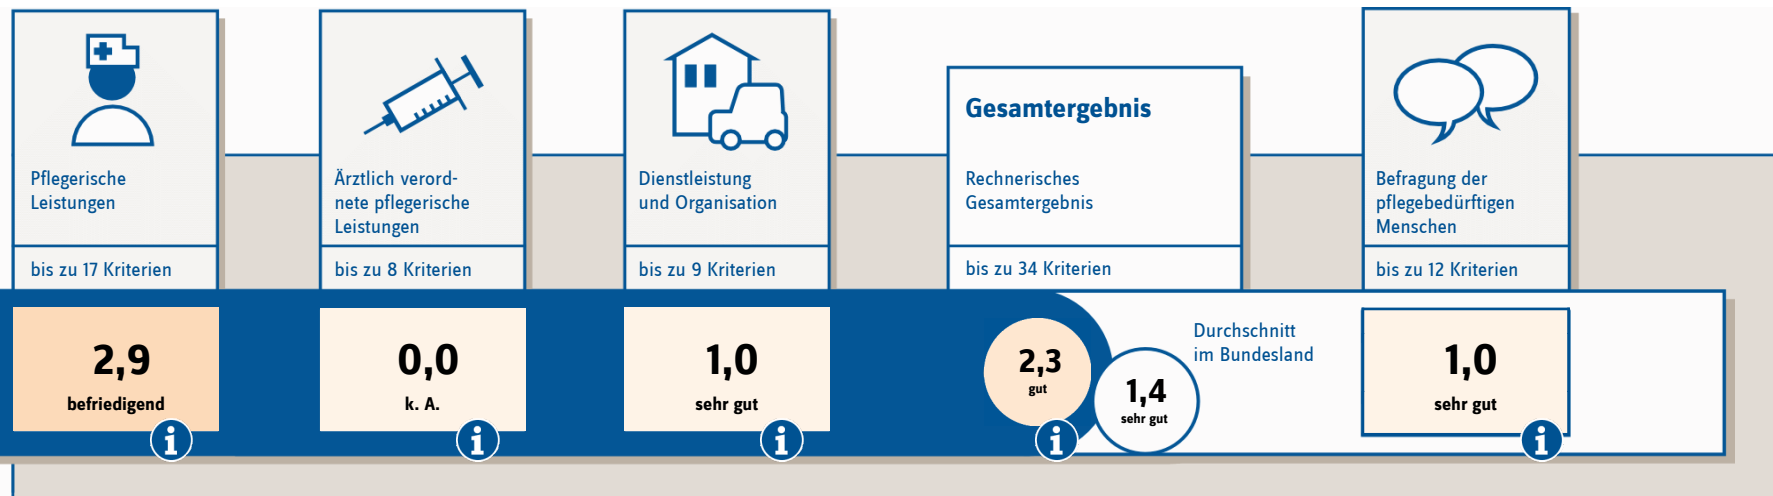 Pflegerische
Leistungen
bis zu 17 Kriterien
2,9
befriedigend
i
Ärztlich verord-
nete pflegerische
Leistungen
bis zu 8 Kriterien
0,0
k. A.
i
Dienstleistung
und Organisation
bis zu 9 Kriterien
1,0
sehr gut
i
Gesamtergebnis
Rechnerisches
Gesamtergebnis
bis zu 34 Kriterien
2,3
gut
i
1,4
sehr gut
Durchschnitt
im Bundesland
Befragung der
pflegebedürftigen
Menschen
bis zu 12 Kriterien
1,0
sehr gut
i